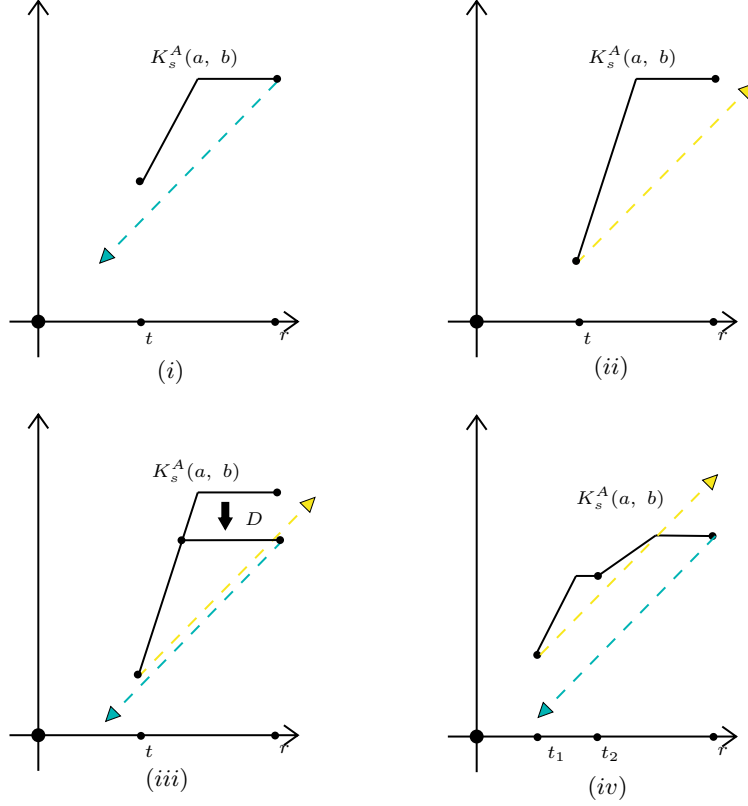 K_s^A(a, b)
t
r
(i)
K_s^A(a, b)
t
r
(ii)
K_s^A(a, b)
D
t
r
(iii)
K_s^A(a, b)
t_1
t_2
r
(iv)